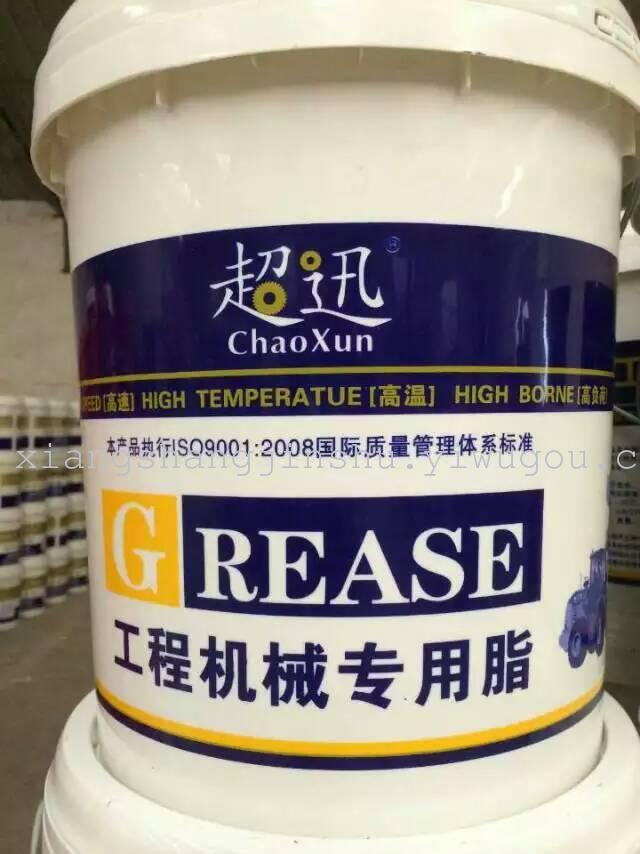 超迅
ChaoXun
PEED[高速] HIGH TEMPERATUE[高温] HIGH BORNE[高负荷]
本产品执行ISO9001:2008国际质量管理体系标准
xiangshangjinshu.yiwugou.c
GREASE
工程机械专用脂